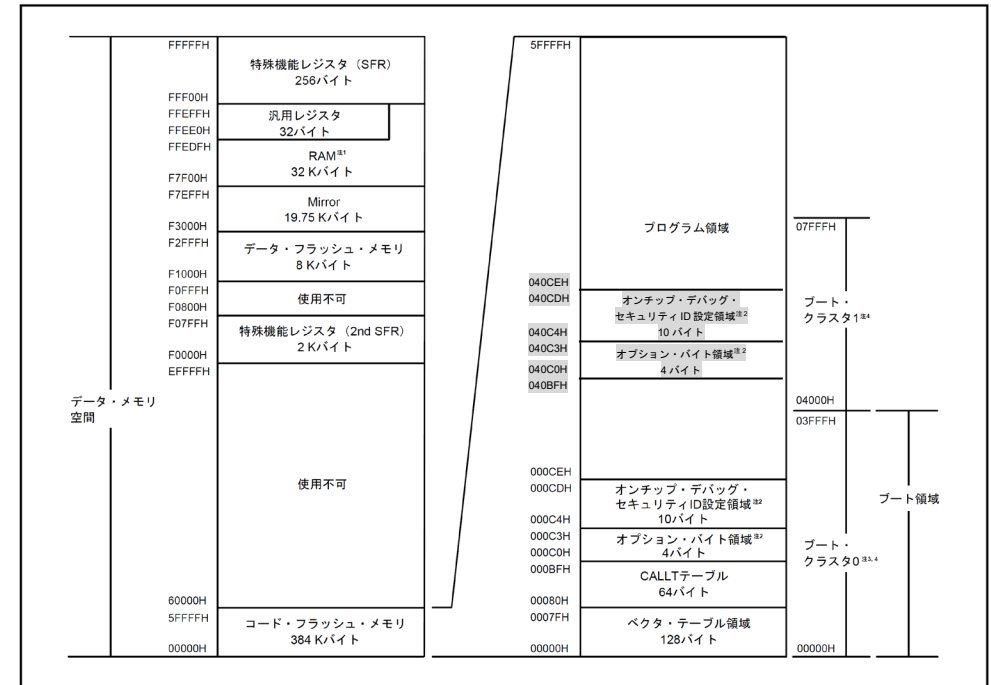 FFFFFH
特殊機能レジスタ（SFR）
256バイト
FFF00H
FFEFFH
汎用レジスタ
32バイト
FFEE0H
FFEDFH
RAM注1
32 Kバイト
F7F00H
F7EFFH
Mirror
19.75 Kバイト
F3000H
F2FFFH
データ・フラッシュ・メモリ
8 Kバイト
F1000H
F0FFFH
使用不可
F0800H
F07FFH
特殊機能レジスタ（2nd SFR）
2 Kバイト
F0000H
EFFFFH
データ・メモリ
空間
使用不可
60000H
5FFFFH
コード・フラッシュ・メモリ
384 Kバイト
00000H
5FFFFH
プログラム領域
040CEH
040CDH
オンチップ・デバッグ・
セキュリティID 設定領域注2
10 バイト
040C4H
040C3H
オプション・バイト領域注2
4 バイト
040C0H
040BFH
000CEH
000CDH
オンチップ・デバッグ・
セキュリティID設定領域注2
10バイト
000C4H
000C3H
オプション・バイト領域注2
4バイト
000C0H
000BFH
CALLTテーブル
64バイト
00080H
0007FH
ベクタ・テーブル領域
128バイト
00000H
07FFFH
ブート・
クラスタ1注4
04000H
03FFFH
ブート領域
ブート・
クラスタ0注3, 4
00000H